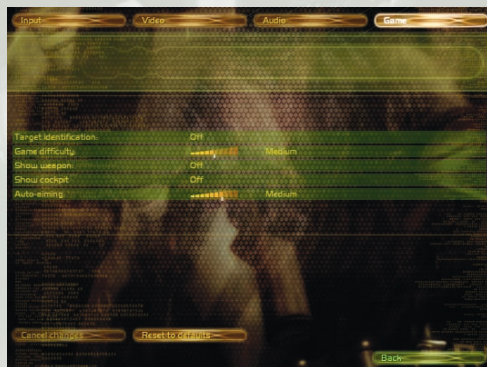 Input Video Audio Game
Target identification: Off
Game difficulty: Medium
Show weapon: Off
Show cockpit Off
Auto-aiming: Medium
Cancel changes Reset to defaults
Back